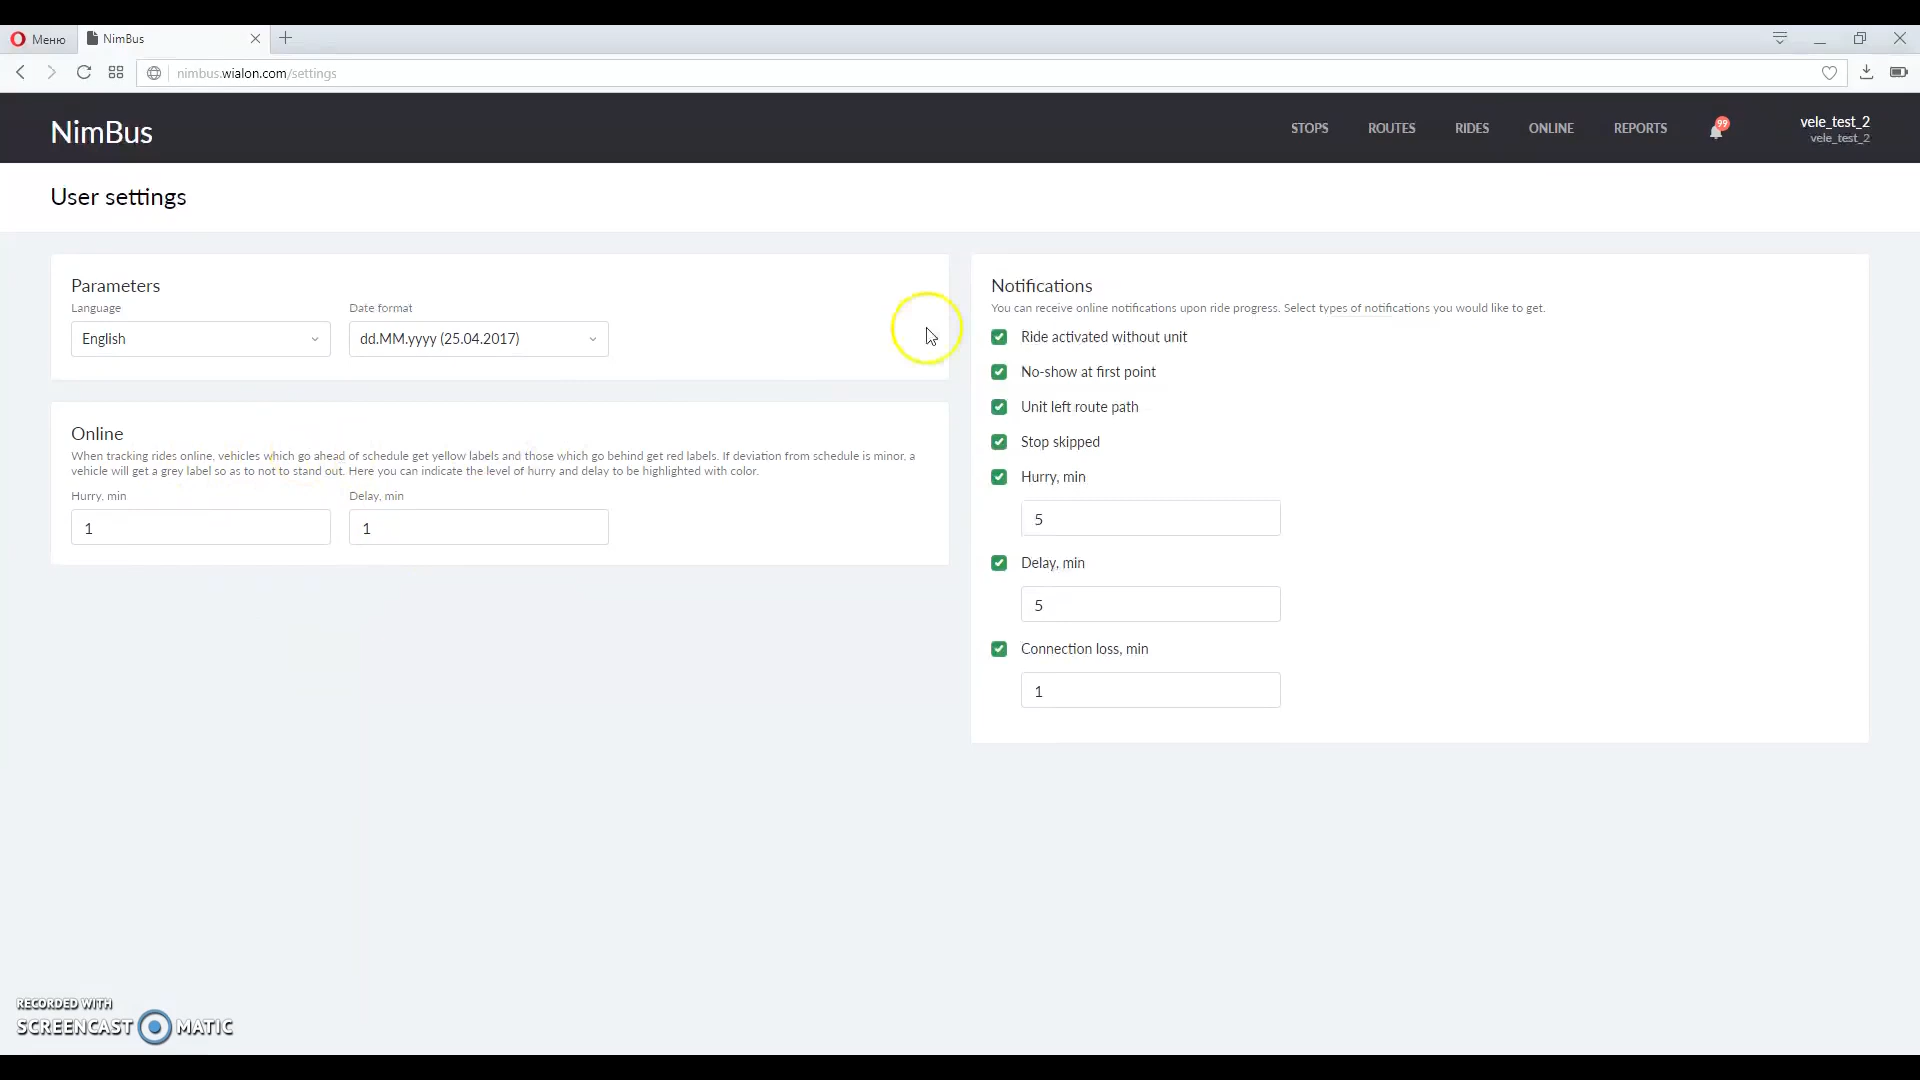 Меню
NimBus
nimbus.wialon.com/settings
NimBus
STOPS
ROUTES
RIDES
ONLINE
REPORTS
99
vele_test_2
vele_test_2
User settings
Parameters
Language
Date format
English
dd.MM.yyyy (25.04.2017)
Online
When tracking rides online, vehicles which go ahead of schedule get yellow labels and those which go behind get red labels. If deviation from schedule is minor, a
vehicle will get a grey label so as to not to stand out. Here you can indicate the level of hurry and delay to be highlighted with color.
Hurry, min
Delay, min
1
1
Notifications
You can receive online notifications upon ride progress. Select types of notifications you would like to get.
Ride activated without unit
No-show at first point
Unit left route path
Stop skipped
Hurry, min
5
Delay, min
5
Connection loss, min
1
RECORDED WITH
SCREENCAST MATIC